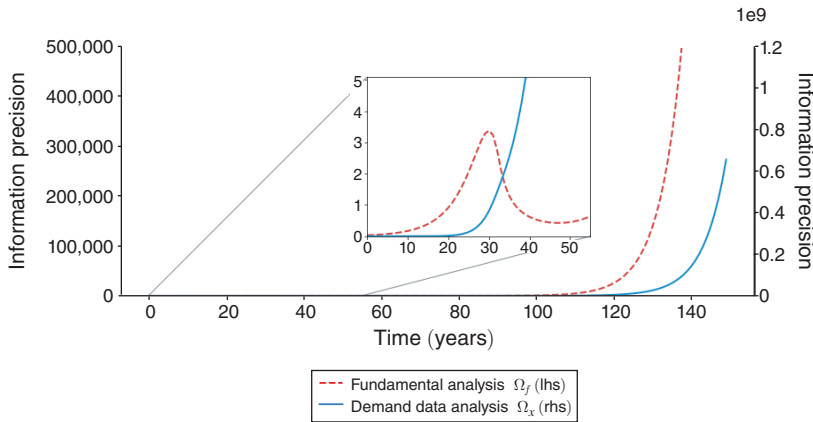 1e9
500,000
400,000
300,000
200,000
100,000
0
Information precision
1.2
1
0.8
0.6
0.4
0.2
0
Information precision
5
4
3
2
1
0
0 10 20 30 40 50
0 20 40 60 80 100 120 140
Time (years)
Fundamental analysis Ω_f (lhs)
Demand data analysis Ω_x (rhs)